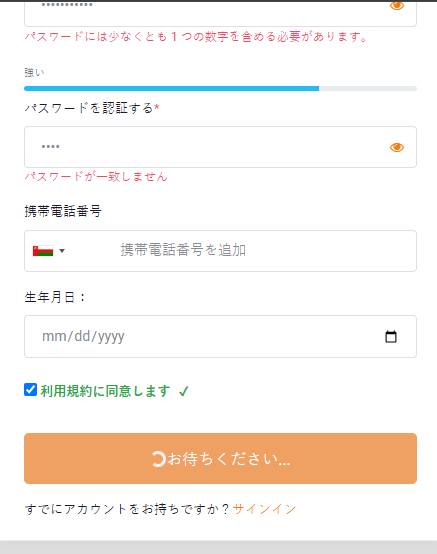 •••••••••••
パスワードには少なくとも１つの数字を含める必要があります。
強い
パスワードを認証する*
••••
パスワードが一致しません
携帯電話番号
携帯電話番号を追加
生年月日：
mm/dd/yyyy
利用規約に同意します ✓
お待ちください...
すでにアカウントをお持ちですか？サインイン